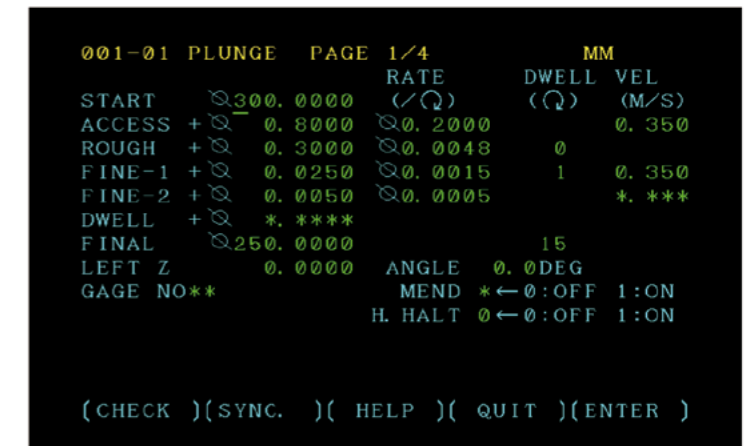 001-01 PLUNGE PAGE 1/4 MM
RATE DWELL VEL
START ⌀300.0000 (/↻) (↻) (M/S)
ACCESS +⌀ 0.8000 ⌀0.2000 0.350
ROUGH +⌀ 0.3000 ⌀0.0048 0
FINE-1 +⌀ 0.0250 ⌀0.0015 1 0.350
FINE-2 +⌀ 0.0050 ⌀0.0005 *.***
DWELL +⌀ *.****
FINAL ⌀250.0000 15
LEFT Z 0.0000 ANGLE 0.0DEG
GAGE NO** MEND *←0:OFF 1:ON
H.HALT 0←0:OFF 1:ON
(CHECK )(SYNC. )( HELP )( QUIT )(ENTER )